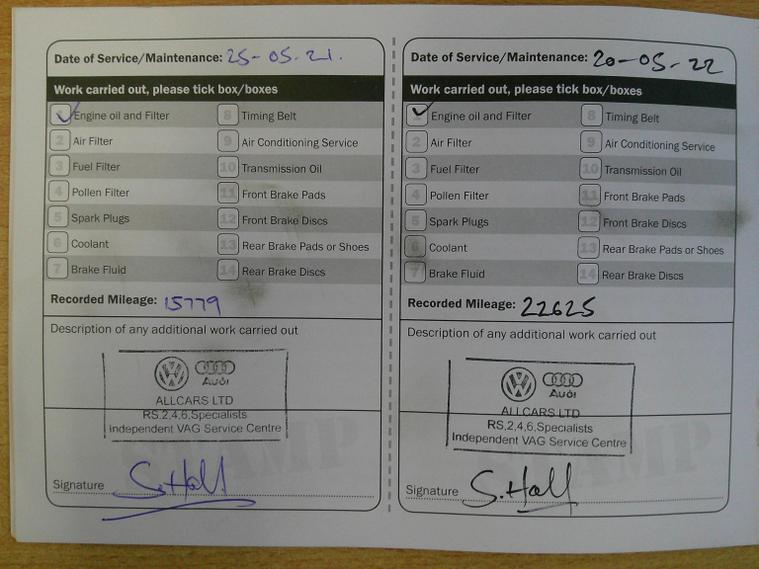 Date of Service/Maintenance: 25-05-21.
Work carried out, please tick box/boxes
1 Engine oil and Filter 8 Timing Belt
2 Air Filter 9 Air Conditioning Service
3 Fuel Filter 10 Transmission Oil
4 Pollen Filter 11 Front Brake Pads
5 Spark Plugs 12 Front Brake Discs
6 Coolant 13 Rear Brake Pads or Shoes
7 Brake Fluid 14 Rear Brake Discs
Recorded Mileage: 15779
Description of any additional work carried out
Audi
ALLCARS LTD
RS,2,4,6,Specialists
Independent VAG Service Centre
STAMP
Signature S.Hall
Date of Service/Maintenance: 20-05-22
Work carried out, please tick box/boxes
1 Engine oil and Filter 8 Timing Belt
2 Air Filter 9 Air Conditioning Service
3 Fuel Filter 10 Transmission Oil
4 Pollen Filter 11 Front Brake Pads
5 Spark Plugs 12 Front Brake Discs
6 Coolant 13 Rear Brake Pads or Shoes
7 Brake Fluid 14 Rear Brake Discs
Recorded Mileage: 22625
Description of any additional work carried out
Audi
ALLCARS LTD
RS,2,4,6,Specialists
Independent VAG Service Centre
STAMP
Signature S.Hall